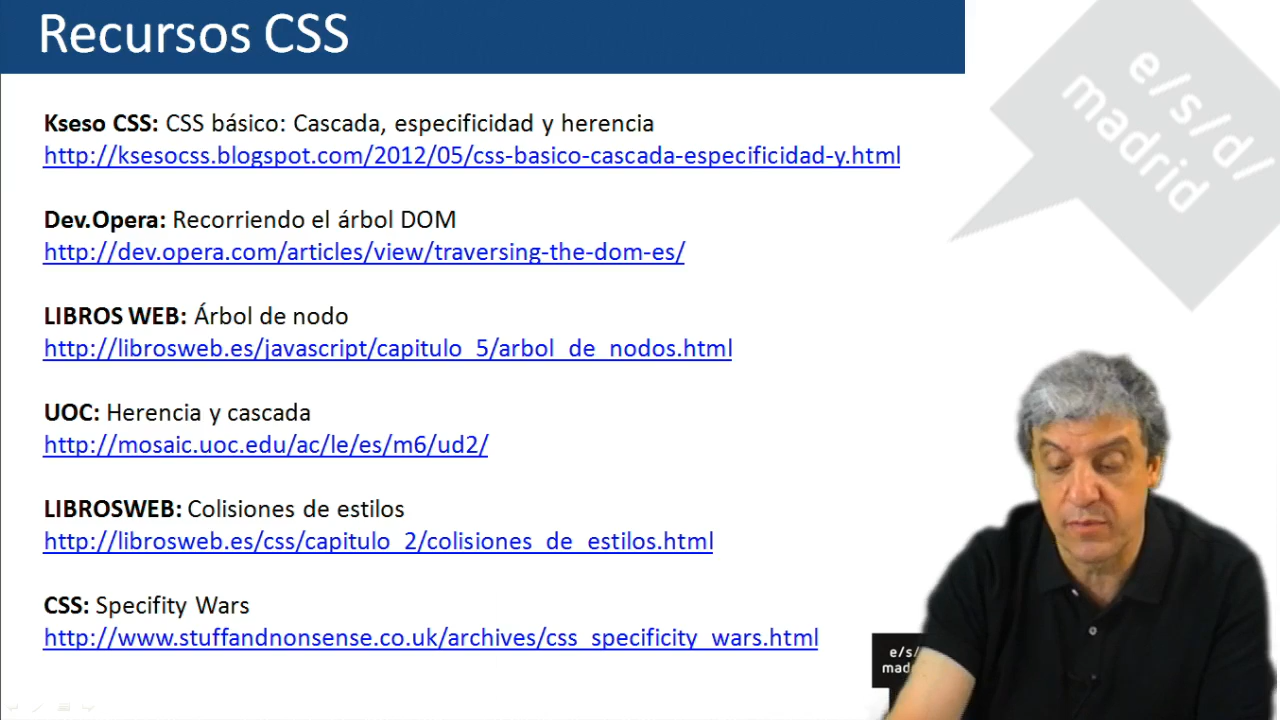 Recursos CSS
e/s/d/
madrid
Kseso CSS: CSS básico: Cascada, especificidad y herencia
http://ksesocss.blogspot.com/2012/05/css-basico-cascada-especificidad-y.html
Dev.Opera: Recorriendo el árbol DOM
http://dev.opera.com/articles/view/traversing-the-dom-es/
LIBROS WEB: Árbol de nodo
http://librosweb.es/javascript/capitulo_5/arbol_de_nodos.html
UOC: Herencia y cascada
http://mosaic.uoc.edu/ac/le/es/m6/ud2/
LIBROSWEB: Colisiones de estilos
http://librosweb.es/css/capitulo_2/colisiones_de_estilos.html
CSS: Specifity Wars
http://www.stuffandnonsense.co.uk/archives/css_specificity_wars.html
e/s/
mad